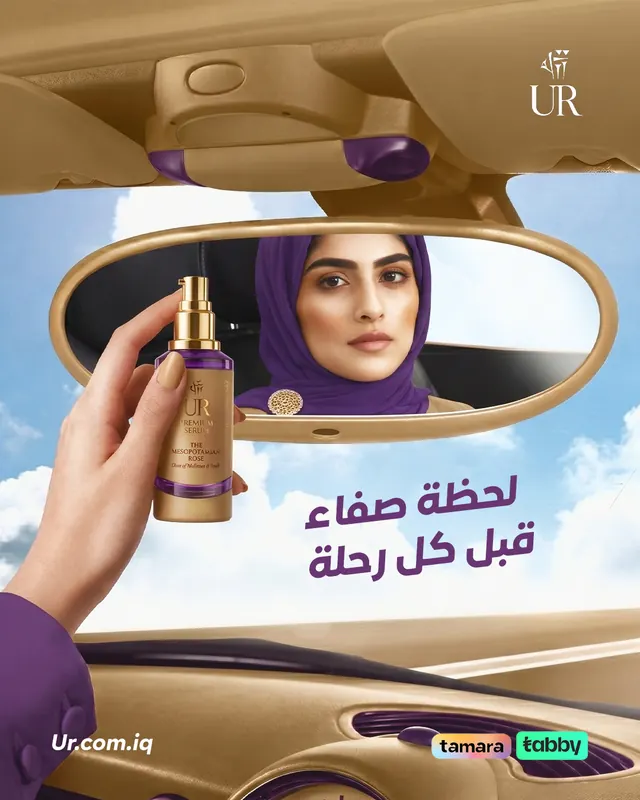 UR
UR
PREMIUM
SERUM
THE
MESOPOTAMIAN
ROSE
لحظة صفاء
قبل كل رحلة
Ur.com.iq
tamara
tabby